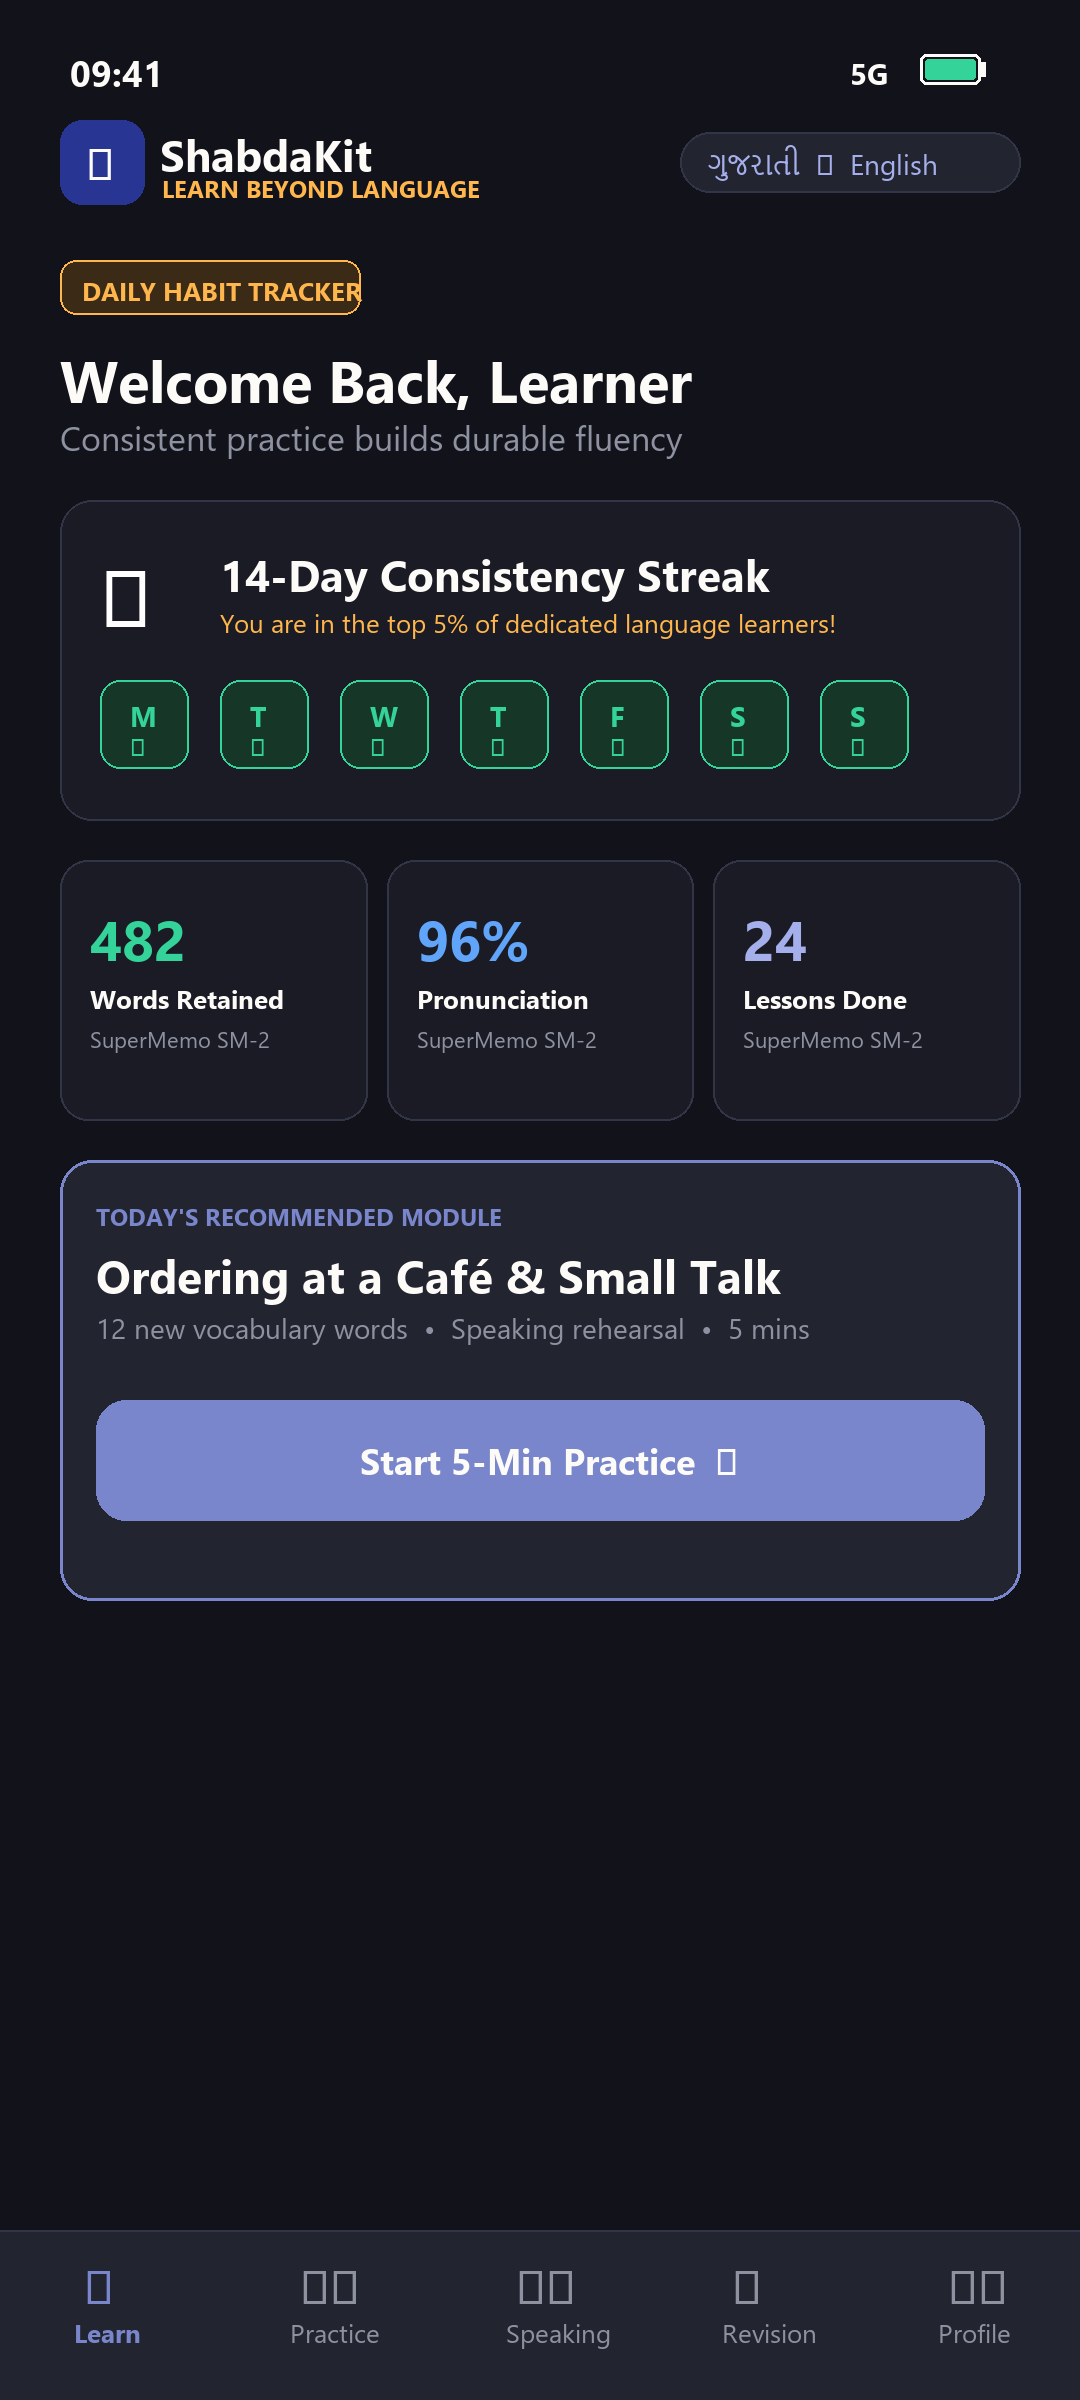 09:41 5G
ShabdaKit
LEARN BEYOND LANGUAGE
ગુજરાતી English
DAILY HABIT TRACKER
Welcome Back, Learner
Consistent practice builds durable fluency
14-Day Consistency Streak
You are in the top 5% of dedicated language learners!
M T W T F S S
482 96% 24
Words Retained Pronunciation Lessons Done
SuperMemo SM-2 SuperMemo SM-2 SuperMemo SM-2
TODAY'S RECOMMENDED MODULE
Ordering at a Café & Small Talk
12 new vocabulary words • Speaking rehearsal • 5 mins
Start 5-Min Practice
Learn Practice Speaking Revision Profile